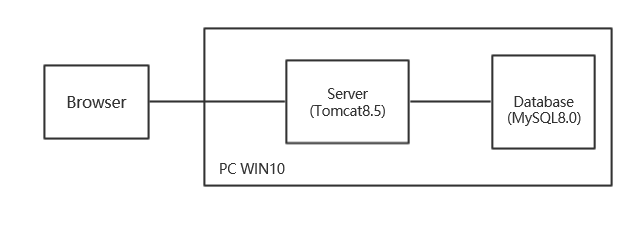 Browser
Server
(Tomcat8.5)
Database
(MySQL8.0)
PC WIN10